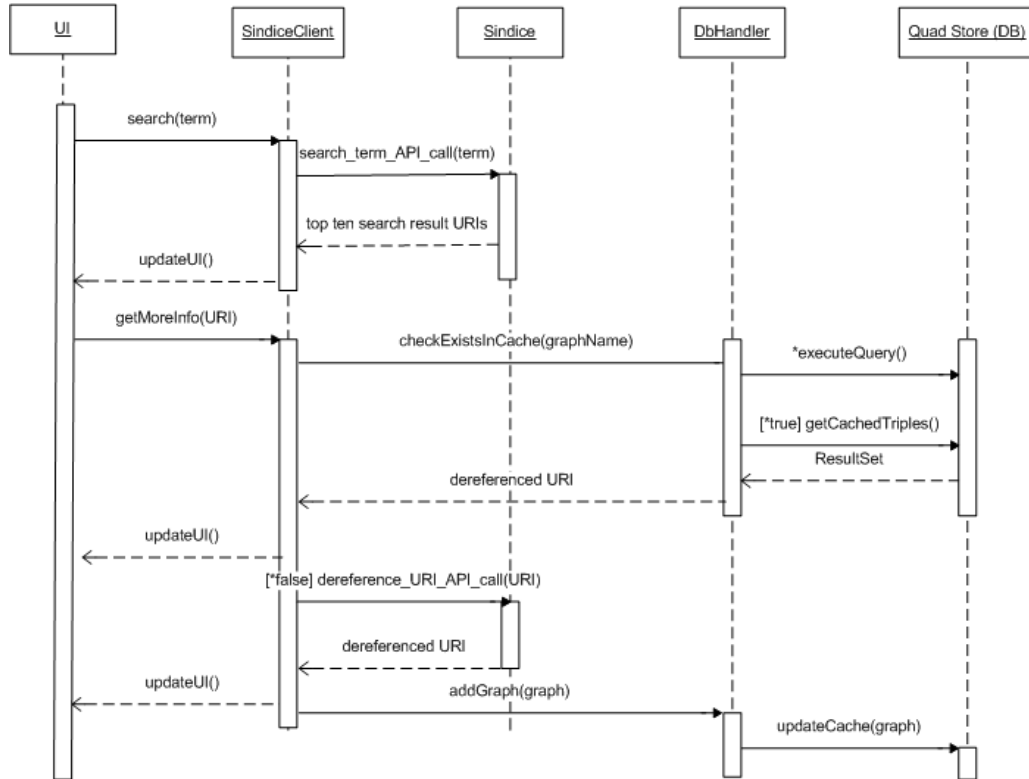 UI
SindiceClient
Sindice
DbHandler
Quad Store (DB)
search(term)
search_term_API_call(term)
top ten search result URIs
updateUI()
getMoreInfo(URI)
checkExistsInCache(graphName)
*executeQuery()
[*true] getCachedTriples()
ResultSet
dereferenced URI
updateUI()
[*false] dereference_URI_API_call(URI)
dereferenced URI
updateUI()
addGraph(graph)
updateCache(graph)